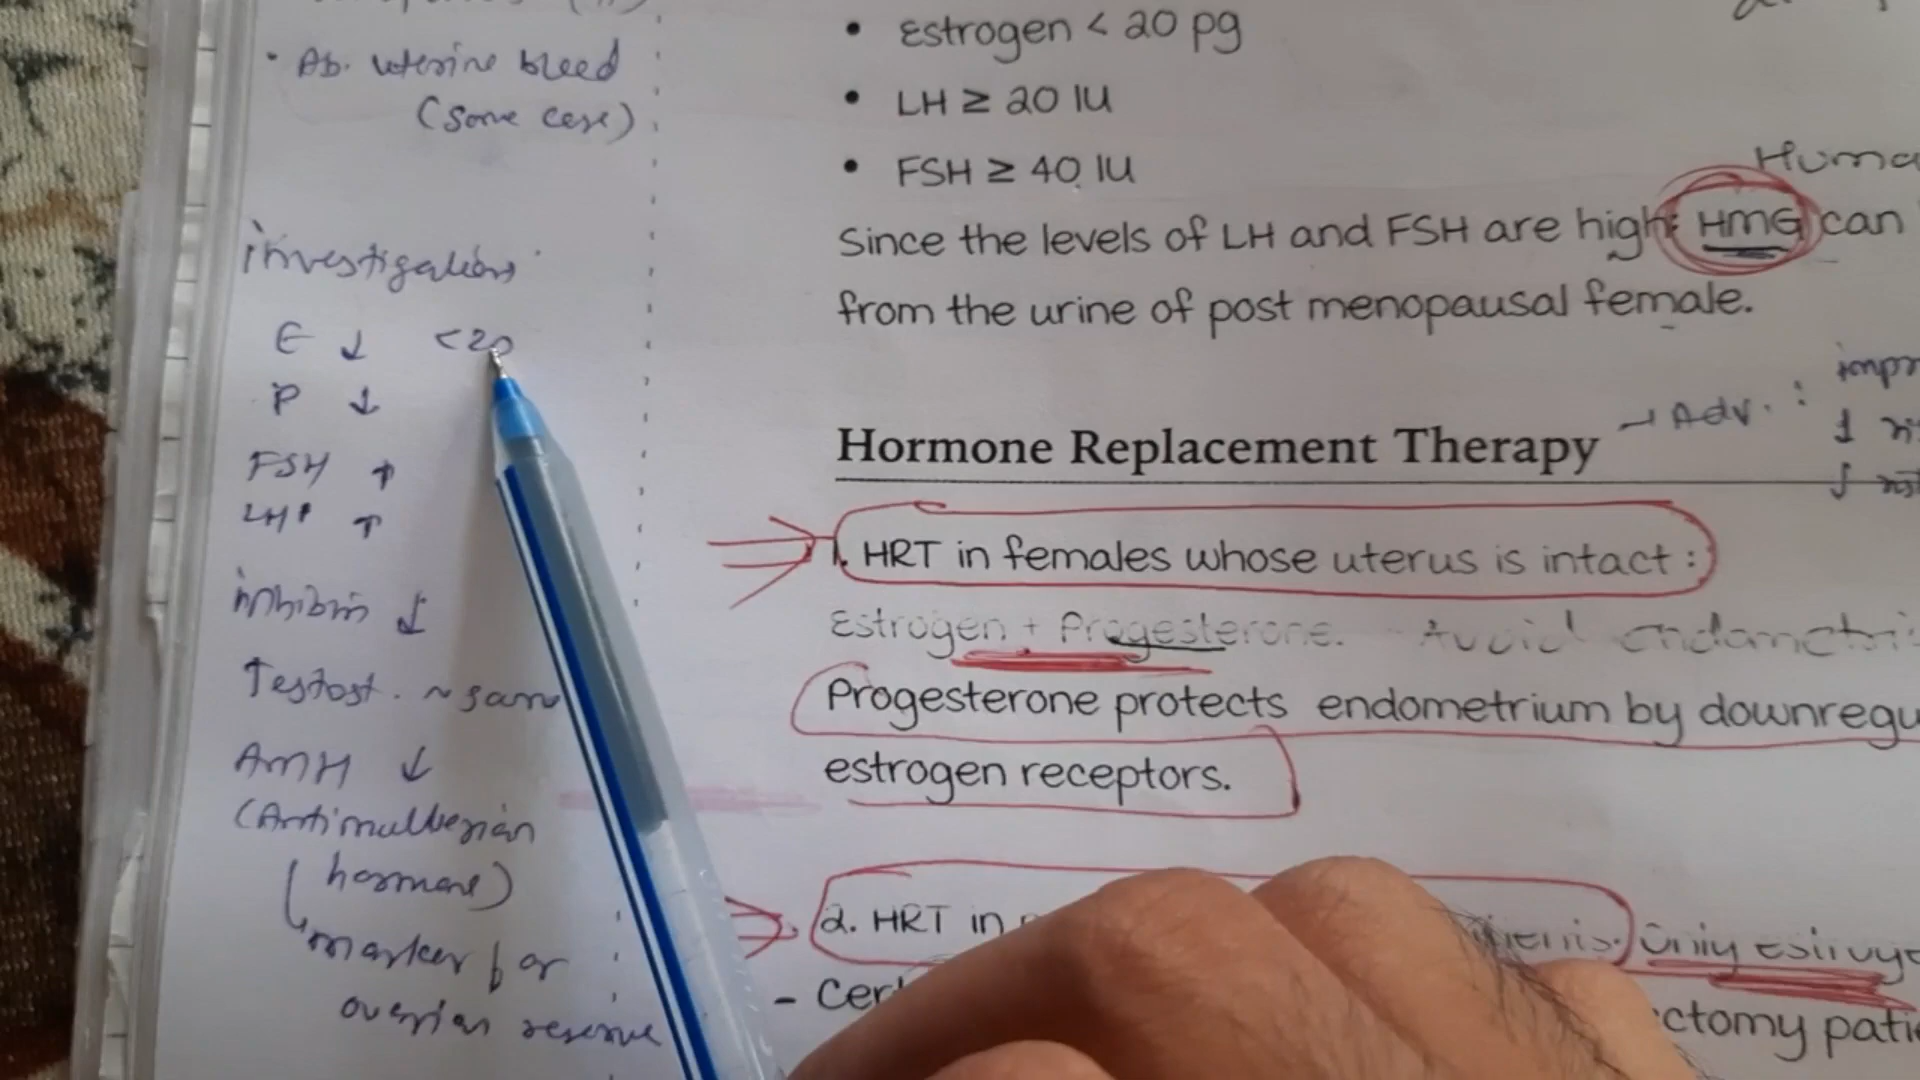 • Ab. uterine bleed
(Some case)
investigations
E ↓ <20
P ↓
FSH ↑
LH ↑
inhibin ↓
Testost. ~ same
AMH ↓
(Antimullerian
hormone)
marker for
ovarian reserve
• Estrogen < 20 pg
• LH ≥ 20 IU
• FSH ≥ 40 IU
Since the levels of LH and FSH are high: HMG can
from the urine of post menopausal female.
Hormone Replacement Therapy → Adv. :
1. HRT in females whose uterus is intact :
Estrogen + Progesterone. - Avoid
Progesterone protects endometrium by
estrogen receptors.
2. HRT in
-